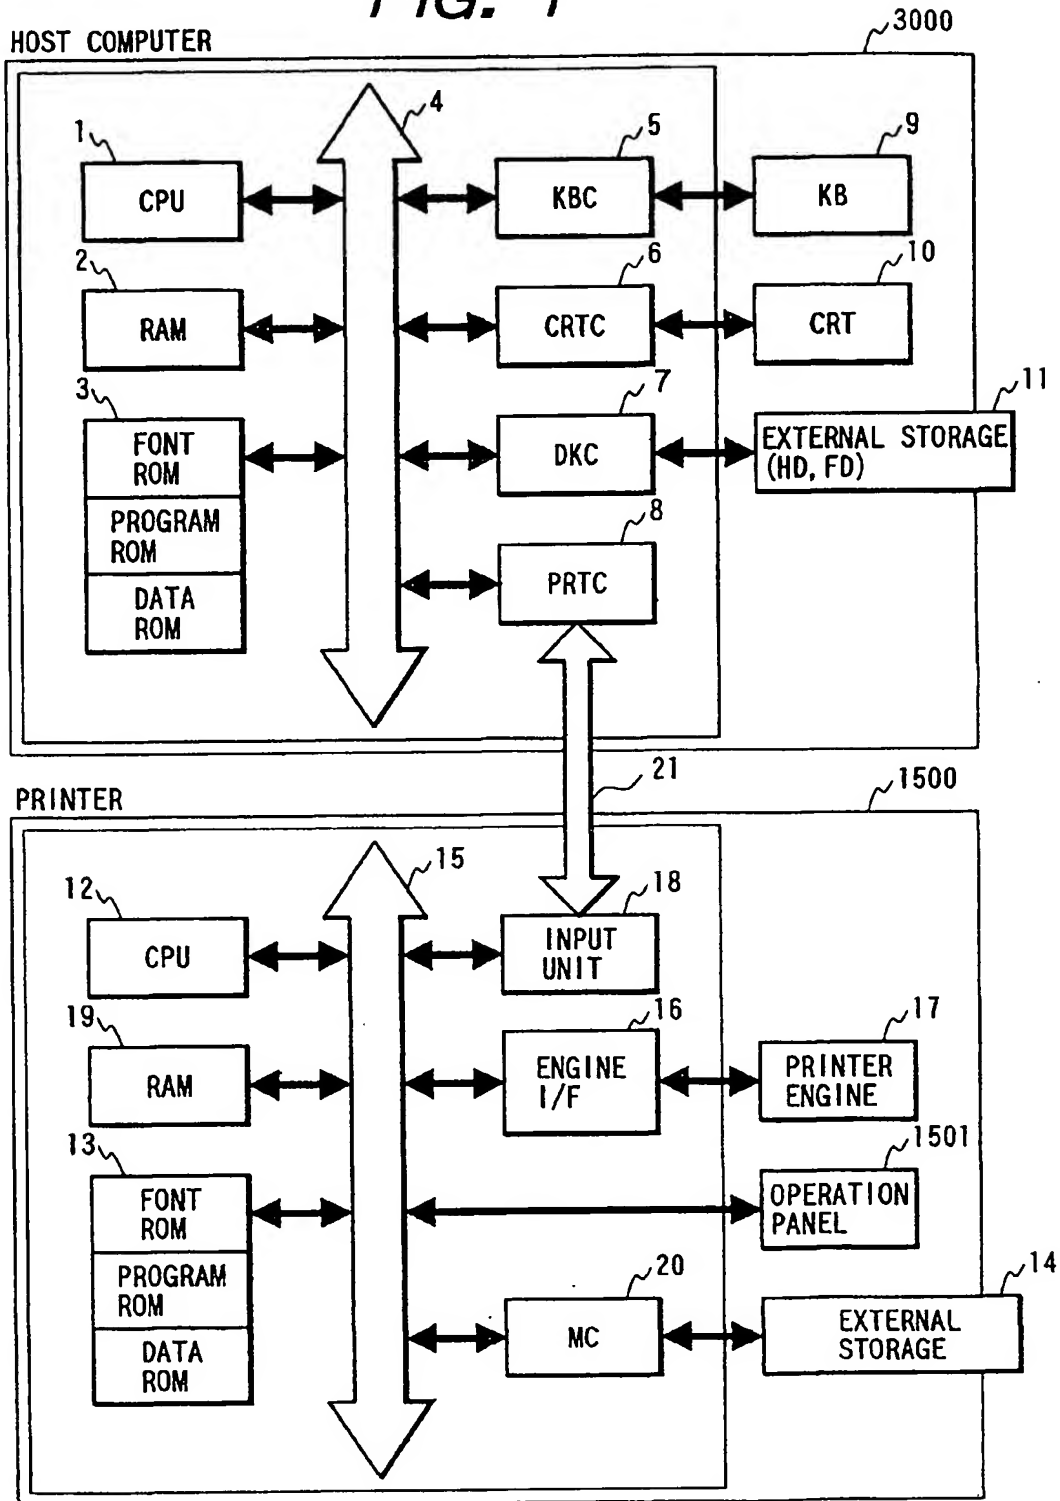 FIG. 1
HOST COMPUTER
3000
1
CPU
2
RAM
3
FONT
ROM
PROGRAM
ROM
DATA
ROM
4
5
KBC
6
CRTC
7
DKC
8
PRTC
9
KB
10
CRT
11
EXTERNAL STORAGE
(HD, FD)
21
PRINTER
1500
12
CPU
19
RAM
13
FONT
ROM
PROGRAM
ROM
DATA
ROM
15
18
INPUT
UNIT
16
ENGINE
I/F
17
PRINTER
ENGINE
1501
OPERATION
PANEL
20
MC
14
EXTERNAL
STORAGE